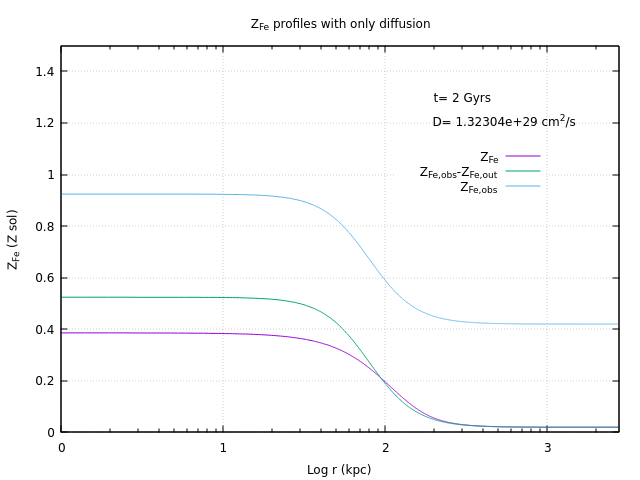 Z_Fe profiles with only diffusion
1.4
1.2
1
0.8
0.6
0.4
0.2
0
Z_Fe (Z sol)
t= 2 Gyrs
D= 1.32304e+29 cm²/s
Z_Fe
Z_Fe,obs-Z_Fe,out
Z_Fe,obs
0 1 2 3
Log r (kpc)